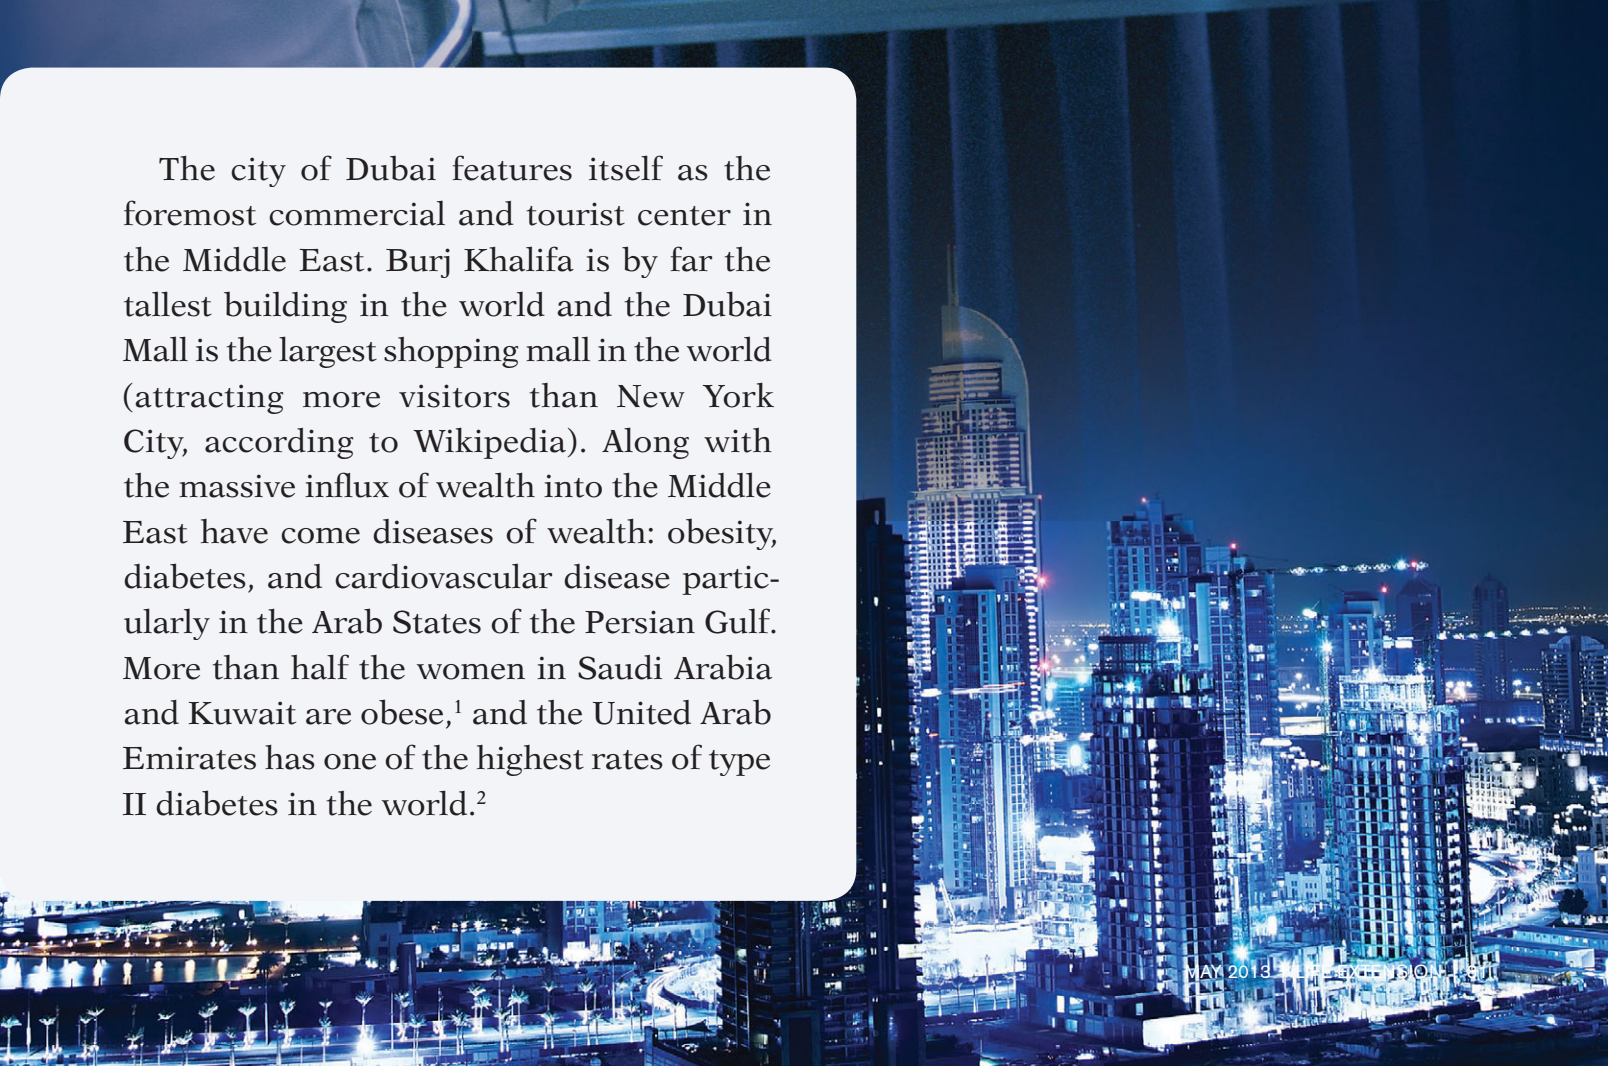 The city of Dubai features itself as the
foremost commercial and tourist center in
the Middle East. Burj Khalifa is by far the
tallest building in the world and the Dubai
Mall is the largest shopping mall in the world
(attracting more visitors than New York
City, according to Wikipedia). Along with
the massive influx of wealth into the Middle
East have come diseases of wealth: obesity,
diabetes, and cardiovascular disease partic-
ularly in the Arab States of the Persian Gulf.
More than half the women in Saudi Arabia
and Kuwait are obese,¹ and the United Arab
Emirates has one of the highest rates of type
II diabetes in the world.²
MAY 2013 LIFE EXTENSION